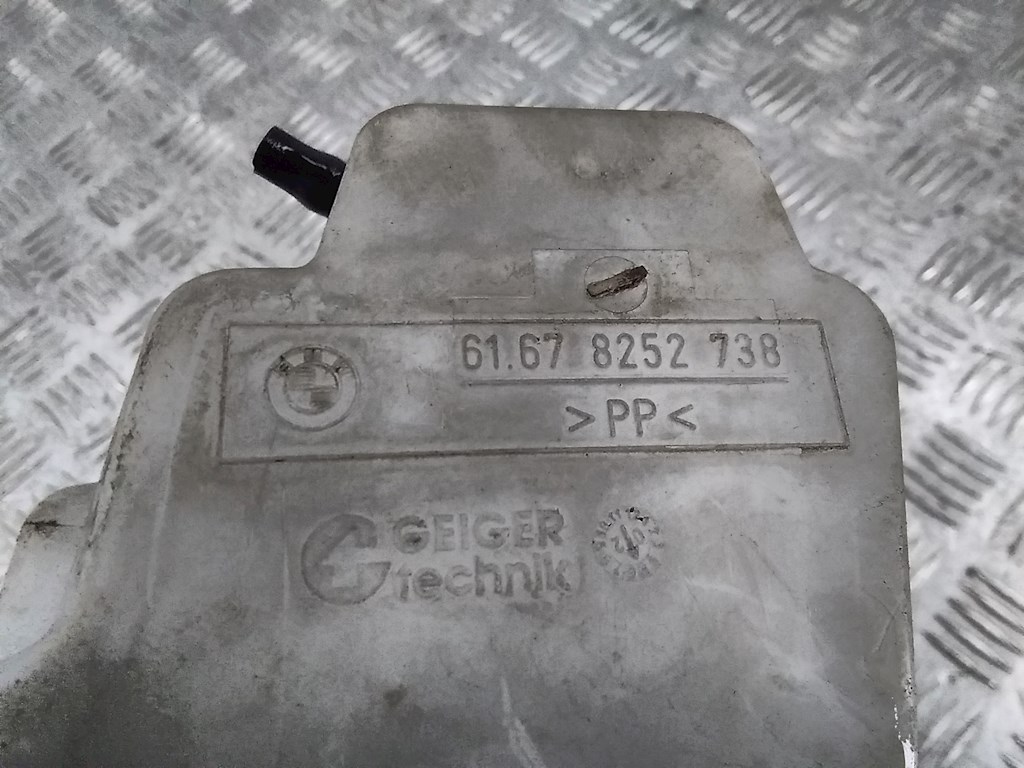 61.67 8252 738
>PP<
GEIGER
technik